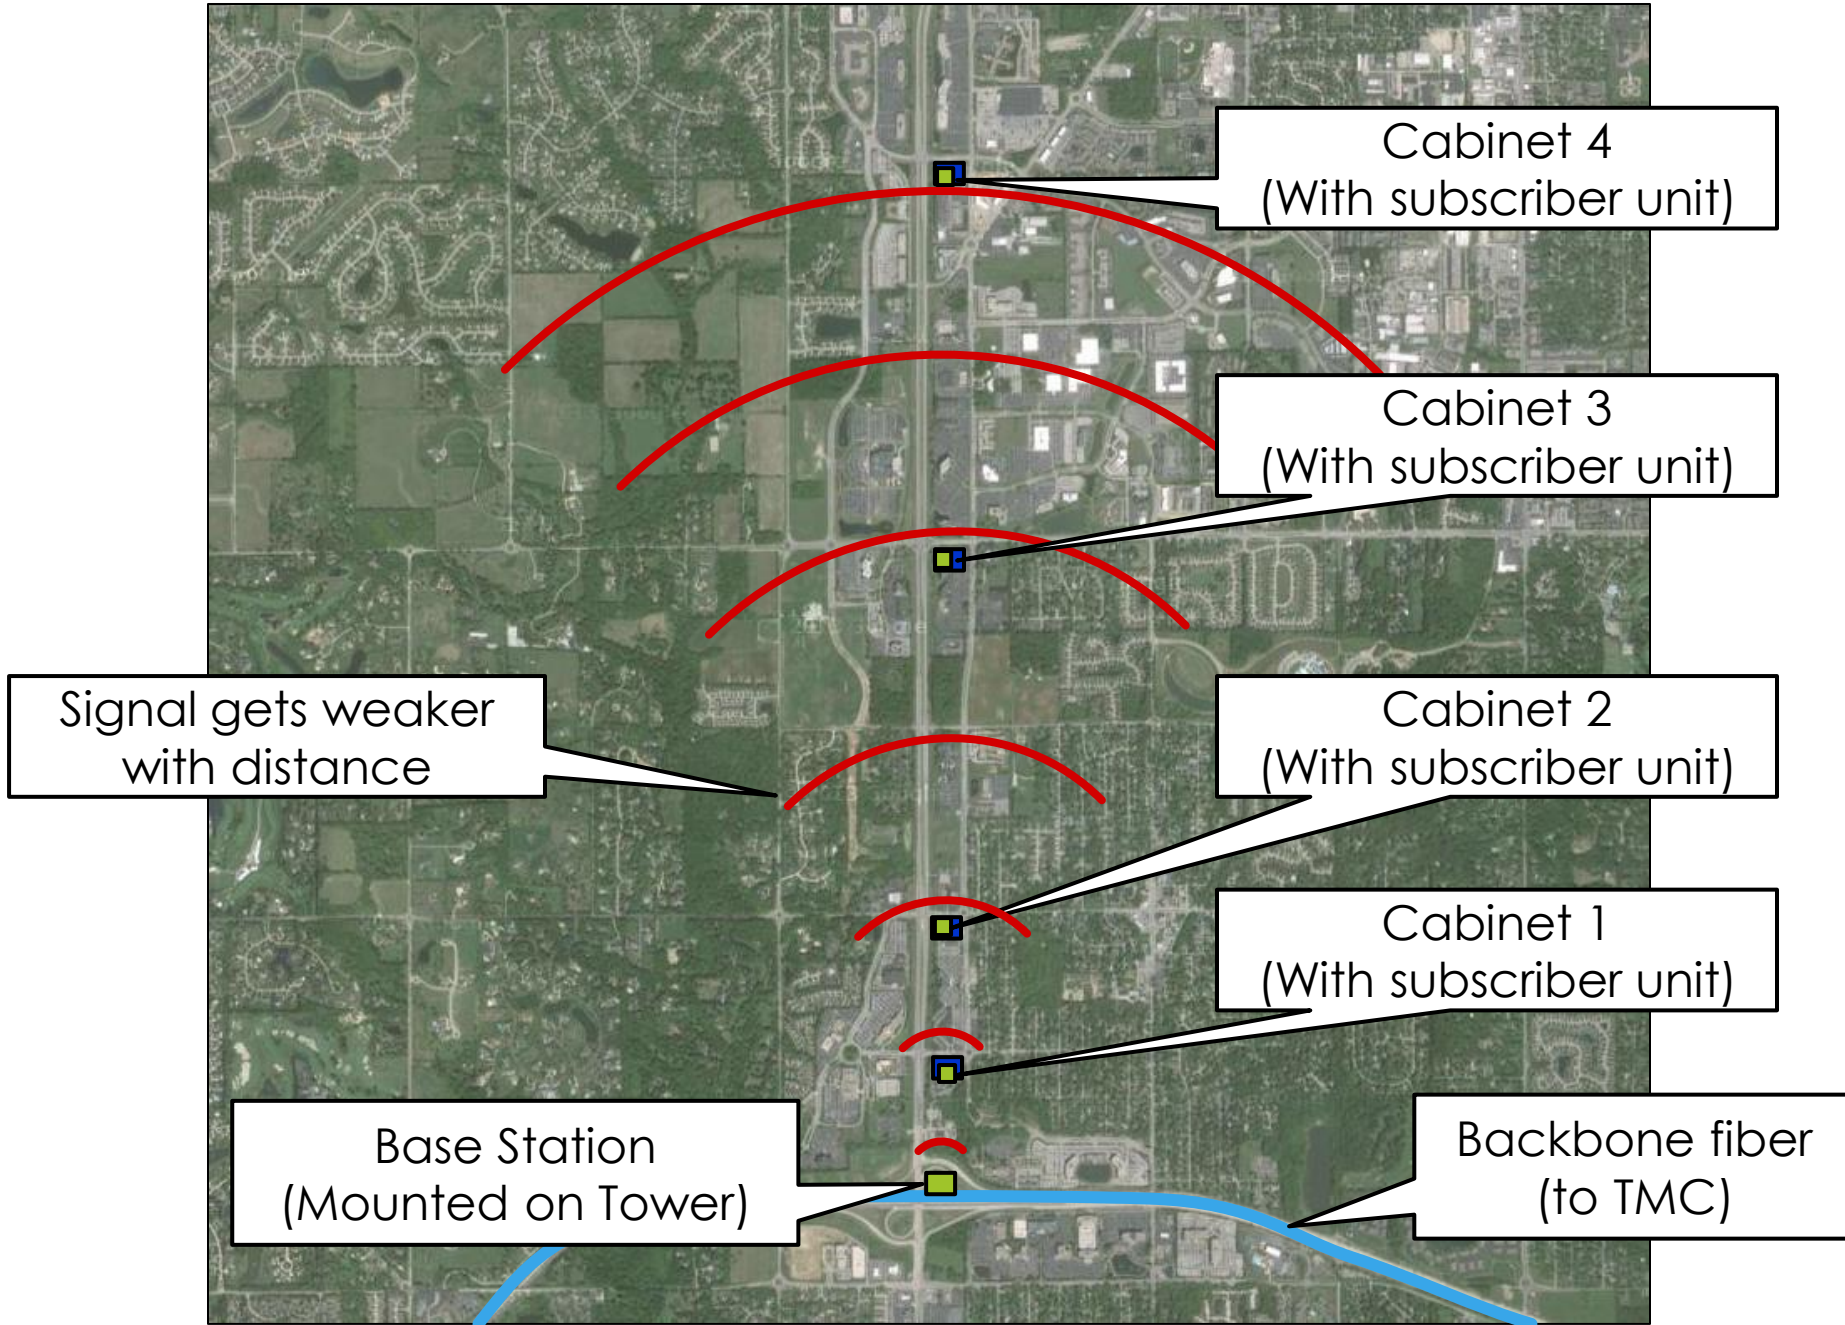 Cabinet 4
(With subscriber unit)
Cabinet 3
(With subscriber unit)
Signal gets weaker
with distance
Cabinet 2
(With subscriber unit)
Cabinet 1
(With subscriber unit)
Base Station
(Mounted on Tower)
Backbone fiber
(to TMC)